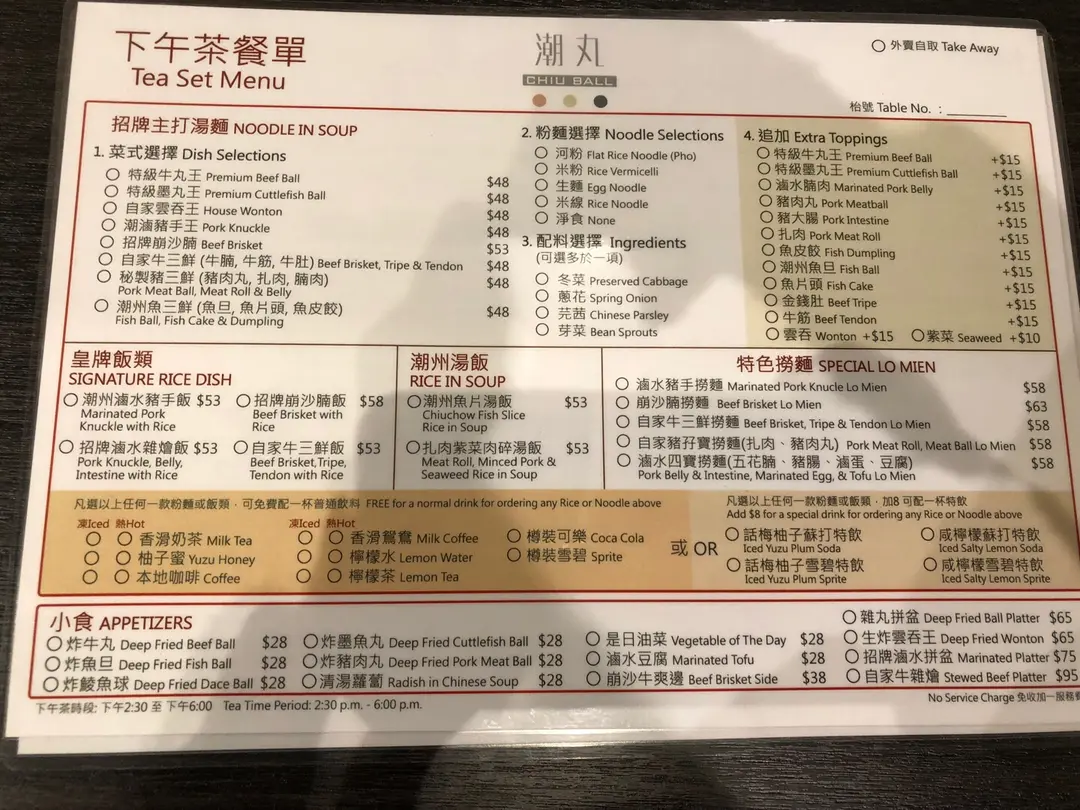 下午茶餐單
Tea Set Menu
潮丸
CHIU BALL
外賣自取 Take Away
枱號 Table No. : ________
招牌主打湯麵 NOODLE IN SOUP
1. 菜式選擇 Dish Selections
特級牛丸王 Premium Beef Ball $48
特級墨丸王 Premium Cuttlefish Ball $48
自家雲吞王 House Wonton $48
潮滷豬手王 Pork Knuckle $48
招牌崩沙腩 Beef Brisket $53
自家牛三鮮 (牛腩, 牛筋, 牛肚) Beef Brisket, Tripe & Tendon $48
秘製豬三鮮 (豬肉丸, 扎肉, 腩肉) $48
Pork Meat Ball, Meat Roll & Belly
潮州魚三鮮 (魚旦, 魚片頭, 魚皮餃) $48
Fish Ball, Fish Cake & Dumpling
2. 粉麵選擇 Noodle Selections
河粉 Flat Rice Noodle (Pho)
米粉 Rice Vermicelli
生麵 Egg Noodle
米線 Rice Noodle
淨食 None
3. 配料選擇 Ingredients
(可選多於一項)
冬菜 Preserved Cabbage
蔥花 Spring Onion
芫茜 Chinese Parsley
芽菜 Bean Sprouts
4. 追加 Extra Toppings
特級牛丸王 Premium Beef Ball +$15
特級墨丸王 Premium Cuttlefish Ball +$15
滷水腩肉 Marinated Pork Belly +$15
豬肉丸 Pork Meatball +$15
豬大腸 Pork Intestine +$15
扎肉 Pork Meat Roll +$15
魚皮餃 Fish Dumpling +$15
潮州魚旦 Fish Ball +$15
魚片頭 Fish Cake +$15
金錢肚 Beef Tripe +$15
牛筋 Beef Tendon +$15
雲吞 Wonton +$15 紫菜 Seaweed +$10
皇牌飯類
SIGNATURE RICE DISH
潮州滷水豬手飯 $53
Marinated Pork
Knuckle with Rice
招牌崩沙腩飯 $58
Beef Brisket with
Rice
招牌滷水雜燴飯 $53
Pork Knuckle, Belly,
Intestine with Rice
自家牛三鮮飯 $53
Beef Brisket,Tripe,
Tendon with Rice
潮州湯飯
RICE IN SOUP
潮州魚片湯飯 $53
Chiuchow Fish Slice
Rice in Soup
扎肉紫菜肉碎湯飯 $53
Meat Roll, Minced Pork &
Seaweed Rice in Soup
特色撈麵 SPECIAL LO MIEN
滷水豬手撈麵 Marinated Pork Knucle Lo Mien $58
崩沙腩撈麵 Beef Brisket Lo Mien $63
自家牛三鮮撈麵 Beef Brisket, Tripe & Tendon Lo Mien $58
自家豬孖寶撈麵(扎肉、豬肉丸) Pork Meat Roll, Meat Ball Lo Mien $58
滷水四寶撈麵(五花腩、豬腸、滷蛋、豆腐) $58
Pork Belly & Intestine, Marinated Egg, & Tofu Lo Mien
凡選以上任何一款粉麵或飯類，可免費配一杯普通飲料 FREE for a normal drink for ordering any Rice or Noodle above
凍Iced 熱Hot 凍Iced 熱Hot
香滑奶茶 Milk Tea 香滑鴛鴦 Milk Coffee 樽裝可樂 Coca Cola
柚子蜜 Yuzu Honey 檸檬水 Lemon Water 樽裝雪碧 Sprite
本地咖啡 Coffee 檸檬茶 Lemon Tea
或 OR
凡選以上任何一款粉麵或飯類，加8 可配一杯特飲
Add $8 for a special drink for ordering any Rice or Noodle above
話梅柚子蘇打特飲 咸檸檬蘇打特飲
Iced Yuzu Plum Soda Iced Salty Lemon Soda
話梅柚子雪碧特飲 咸檸檬雪碧特飲
Iced Yuzu Plum Sprite Iced Salty Lemon Sprite
小食 APPETIZERS
炸牛丸 Deep Fried Beef Ball $28
炸魚旦 Deep Fried Fish Ball $28
炸鯪魚球 Deep Fried Dace Ball $28
炸墨魚丸 Deep Fried Cuttlefish Ball $28
炸豬肉丸 Deep Fried Pork Meat Ball $28
清湯蘿蔔 Radish in Chinese Soup $28
是日油菜 Vegetable of The Day $28
滷水豆腐 Marinated Tofu $28
崩沙牛爽邊 Beef Brisket Side $38
雜丸拼盆 Deep Fried Ball Platter $65
生炸雲吞王 Deep Fried Wonton $65
招牌滷水拼盆 Marinated Platter $75
自家牛雜燴 Stewed Beef Platter $95
下午茶時段: 下午2:30 至 下午6:00 Tea Time Period: 2:30 p.m. - 6:00 p.m.
No Service Charge 免收加一服務